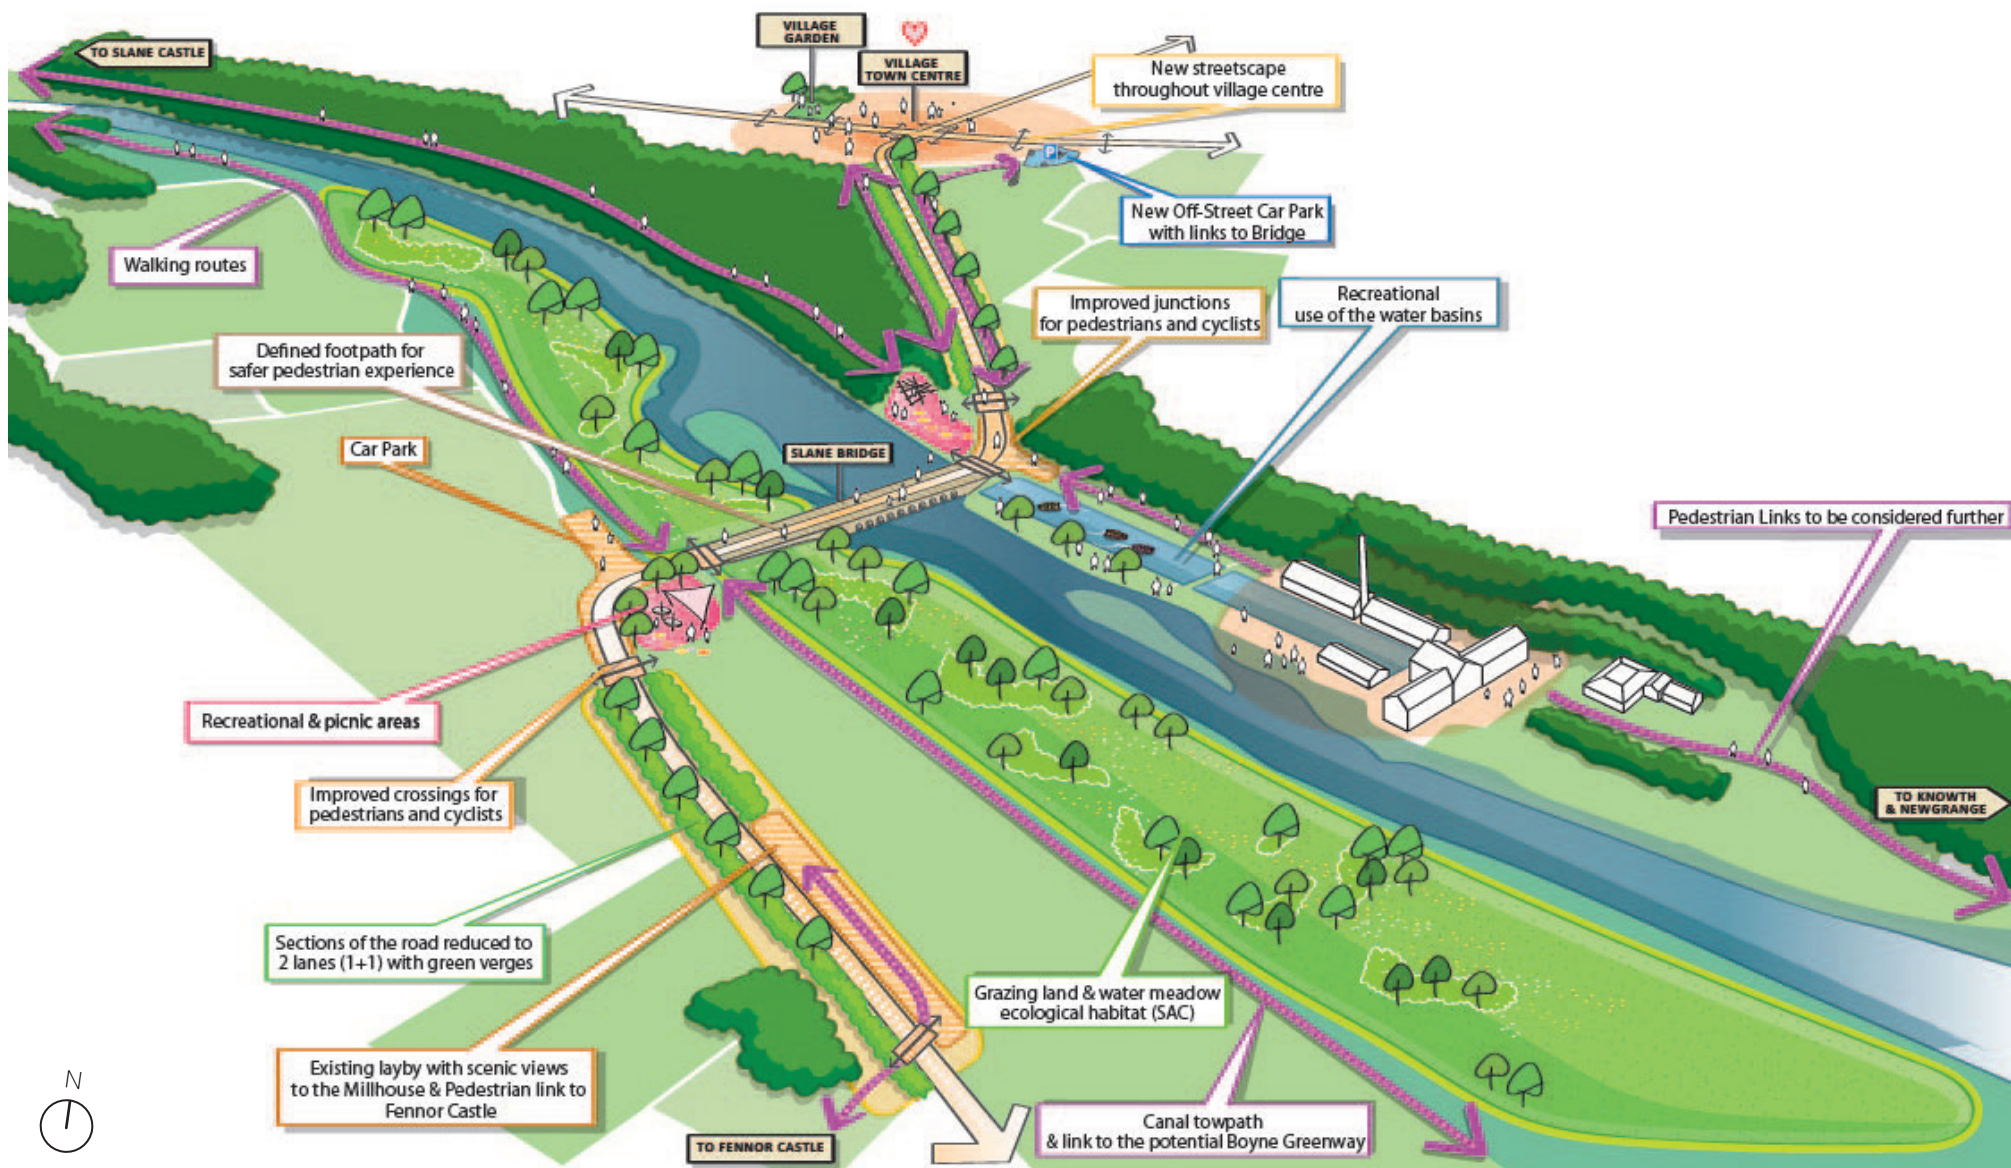 TO SLANE CASTLE
VILLAGE
GARDEN
VILLAGE
TOWN CENTRE
New streetscape
throughout village centre
P
New Off-Street Car Park
with links to Bridge
Walking routes
Improved junctions
for pedestrians and cyclists
Recreational
use of the water basins
Defined footpath for
safer pedestrian experience
Car Park
SLANE BRIDGE
Pedestrian Links to be considered further
Recreational & picnic areas
Improved crossings for
pedestrians and cyclists
TO KNOWTH
& NEWGRANGE
Sections of the road reduced to
2 lanes (1+1) with green verges
Grazing land & water meadow
ecological habitat (SAC)
Existing layby with scenic views
to the Millhouse & Pedestrian link to
Fennor Castle
N
Canal towpath
& link to the potential Boyne Greenway
TO FENNOR CASTLE